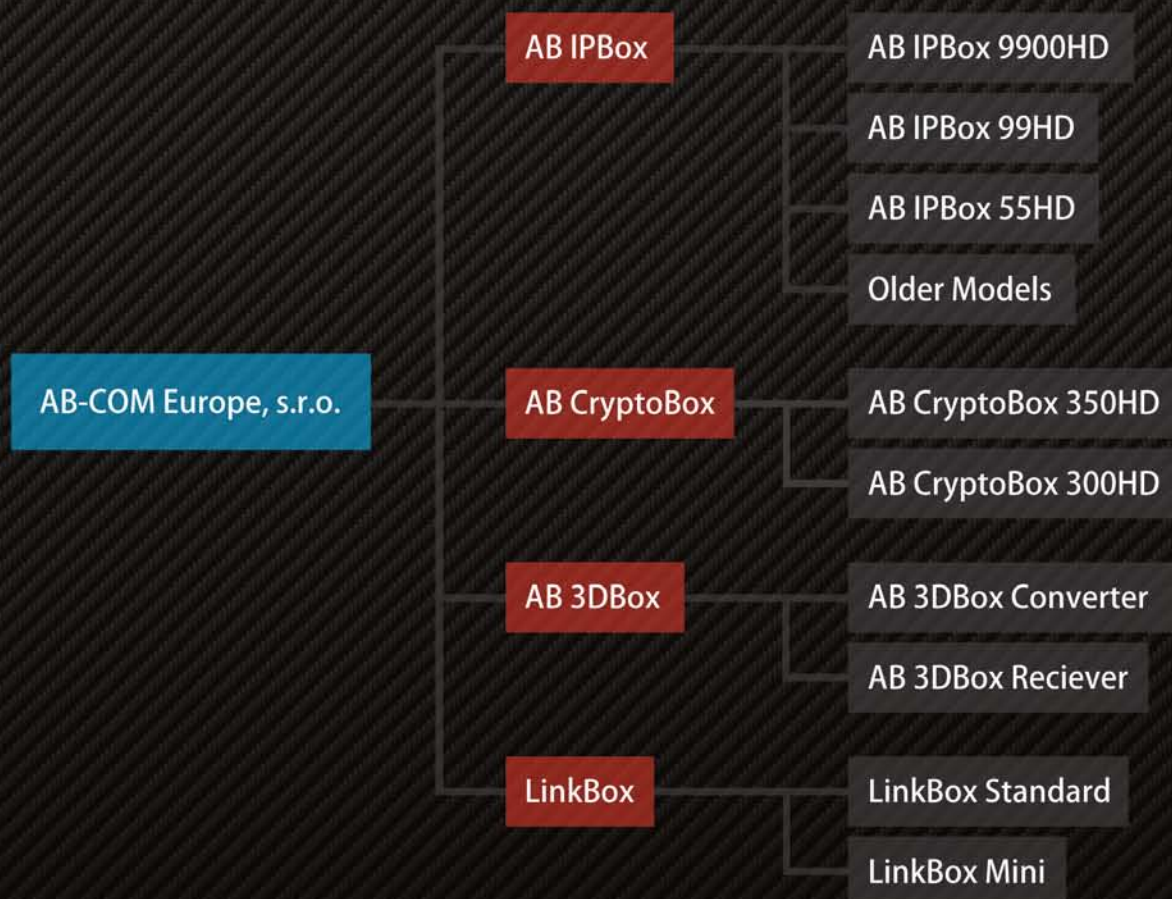 AB IPBox
AB IPBox 9900HD
AB IPBox 99HD
AB IPBox 55HD
Older Models
AB-COM Europe, s.r.o.
AB CryptoBox
AB CryptoBox 350HD
AB CryptoBox 300HD
AB 3DBox
AB 3DBox Converter
AB 3DBox Reciever
LinkBox
LinkBox Standard
LinkBox Mini